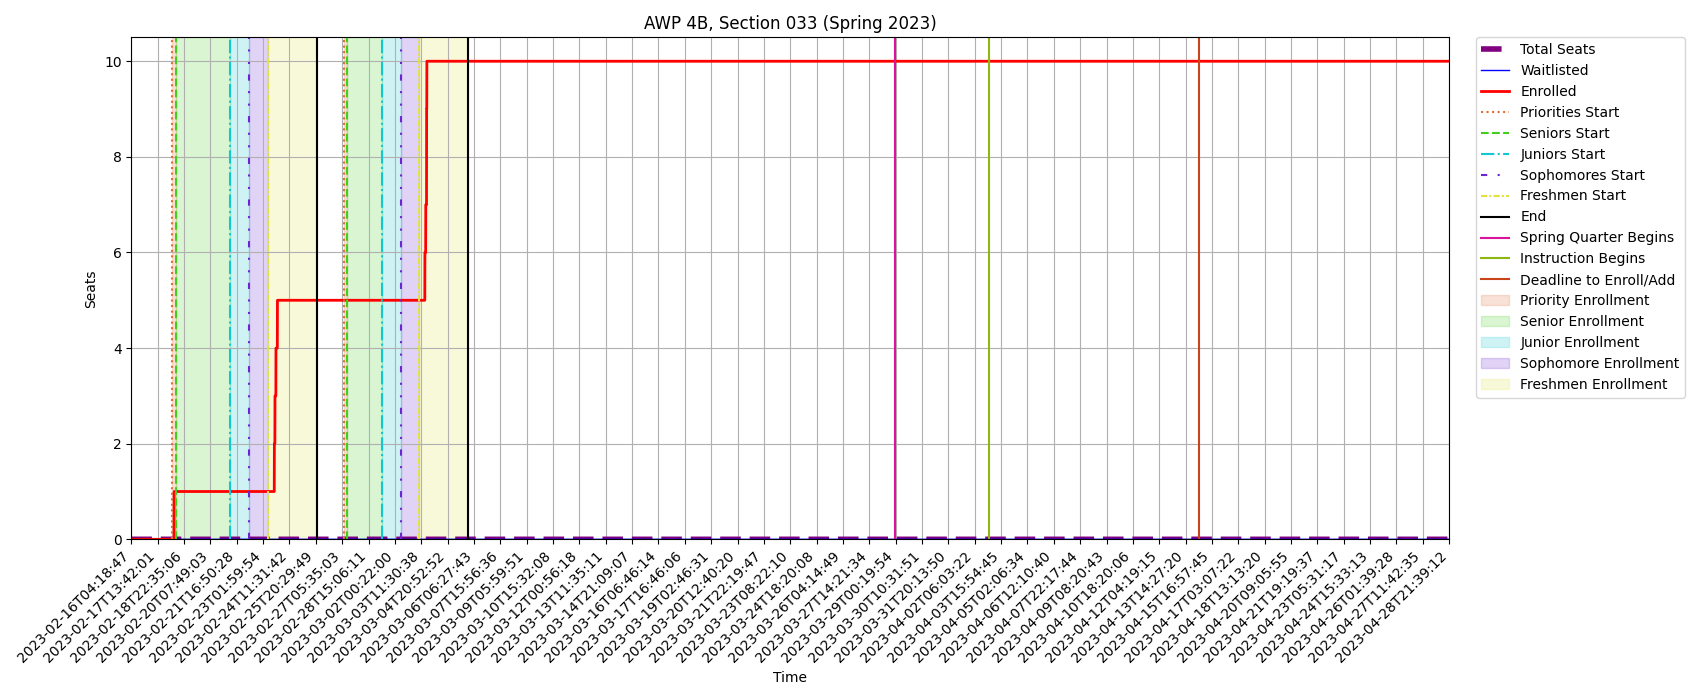 AWP 4B, Section 033 (Spring 2023)
10
8
6
4
2
0
Seats
2023-02-16T04:18:47
2023-02-17T13:42:01
2023-02-18T22:35:06
2023-02-20T07:49:03
2023-02-21T16:50:28
2023-02-23T01:59:54
2023-02-24T11:31:42
2023-02-25T20:29:49
2023-02-27T05:35:03
2023-02-28T15:06:11
2023-03-02T00:22:00
2023-03-03T11:30:38
2023-03-04T20:52:52
2023-03-06T06:27:43
2023-03-07T15:56:36
2023-03-09T05:59:51
2023-03-10T15:32:08
2023-03-12T00:56:18
2023-03-13T11:35:11
2023-03-14T21:09:07
2023-03-16T06:46:14
2023-03-17T16:46:06
2023-03-19T02:46:31
2023-03-20T12:40:20
2023-03-21T22:19:47
2023-03-23T08:22:10
2023-03-24T18:20:08
2023-03-26T04:14:49
2023-03-27T14:21:34
2023-03-29T00:19:54
2023-03-30T10:31:51
2023-03-31T20:13:50
2023-04-02T06:03:22
2023-04-03T15:54:45
2023-04-05T02:06:34
2023-04-06T12:10:40
2023-04-07T22:17:44
2023-04-09T08:20:43
2023-04-10T18:20:06
2023-04-12T04:19:15
2023-04-13T14:27:20
2023-04-15T16:57:45
2023-04-17T03:07:22
2023-04-18T13:13:20
2023-04-20T09:05:55
2023-04-21T19:19:37
2023-04-23T05:31:17
2023-04-24T15:33:13
2023-04-26T01:39:28
2023-04-27T11:42:35
2023-04-28T21:39:12
Time
Total Seats
Waitlisted
Enrolled
Priorities Start
Seniors Start
Juniors Start
Sophomores Start
Freshmen Start
End
Spring Quarter Begins
Instruction Begins
Deadline to Enroll/Add
Priority Enrollment
Senior Enrollment
Junior Enrollment
Sophomore Enrollment
Freshmen Enrollment